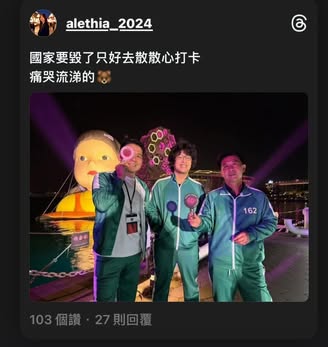 alethia_2024
國家要毀了只好去散散心打卡
痛哭流涕的🐻
162
103 個讚 · 27 則回覆